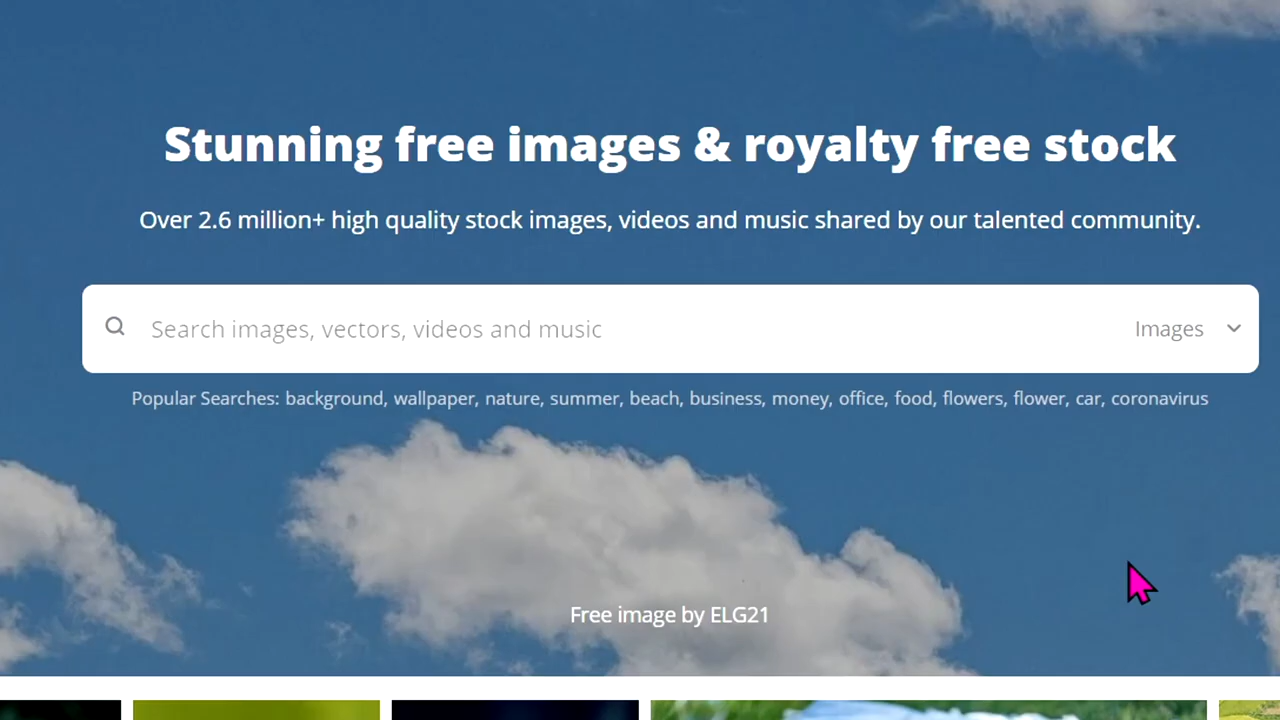 Stunning free images & royalty free stock
Over 2.6 million+ high quality stock images, videos and music shared by our talented community.
Search images, vectors, videos and music
Images
Popular Searches: background, wallpaper, nature, summer, beach, business, money, office, food, flowers, flower, car, coronavirus
Free image by ELG21